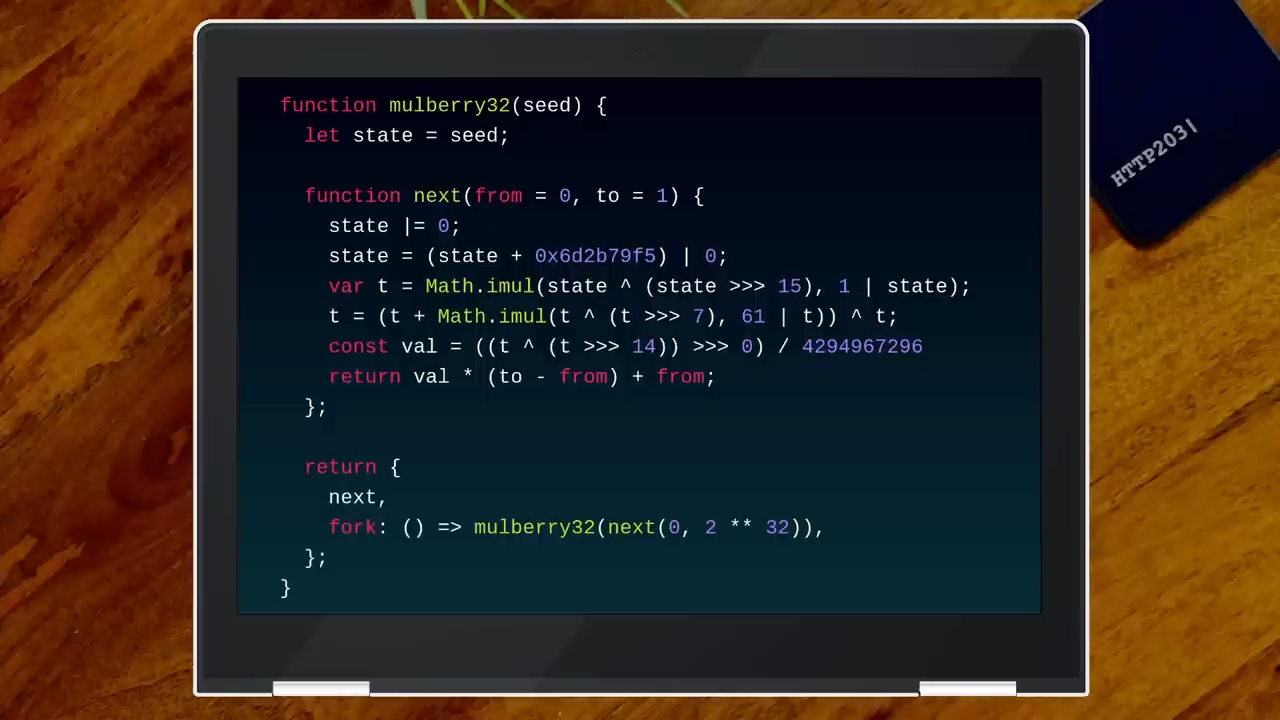 function mulberry32(seed) {
  let state = seed;
  function next(from = 0, to = 1) {
    state |= 0;
    state = (state + 0x6d2b79f5) | 0;
    var t = Math.imul(state ^ (state >>> 15), 1 | state);
    t = (t + Math.imul(t ^ (t >>> 7), 61 | t)) ^ t;
    const val = ((t ^ (t >>> 14)) >>> 0) / 4294967296
    return val * (to - from) + from;
  };
  return {
    next,
    fork: () => mulberry32(next(0, 2 ** 32)),
  };
}
HTTP203|